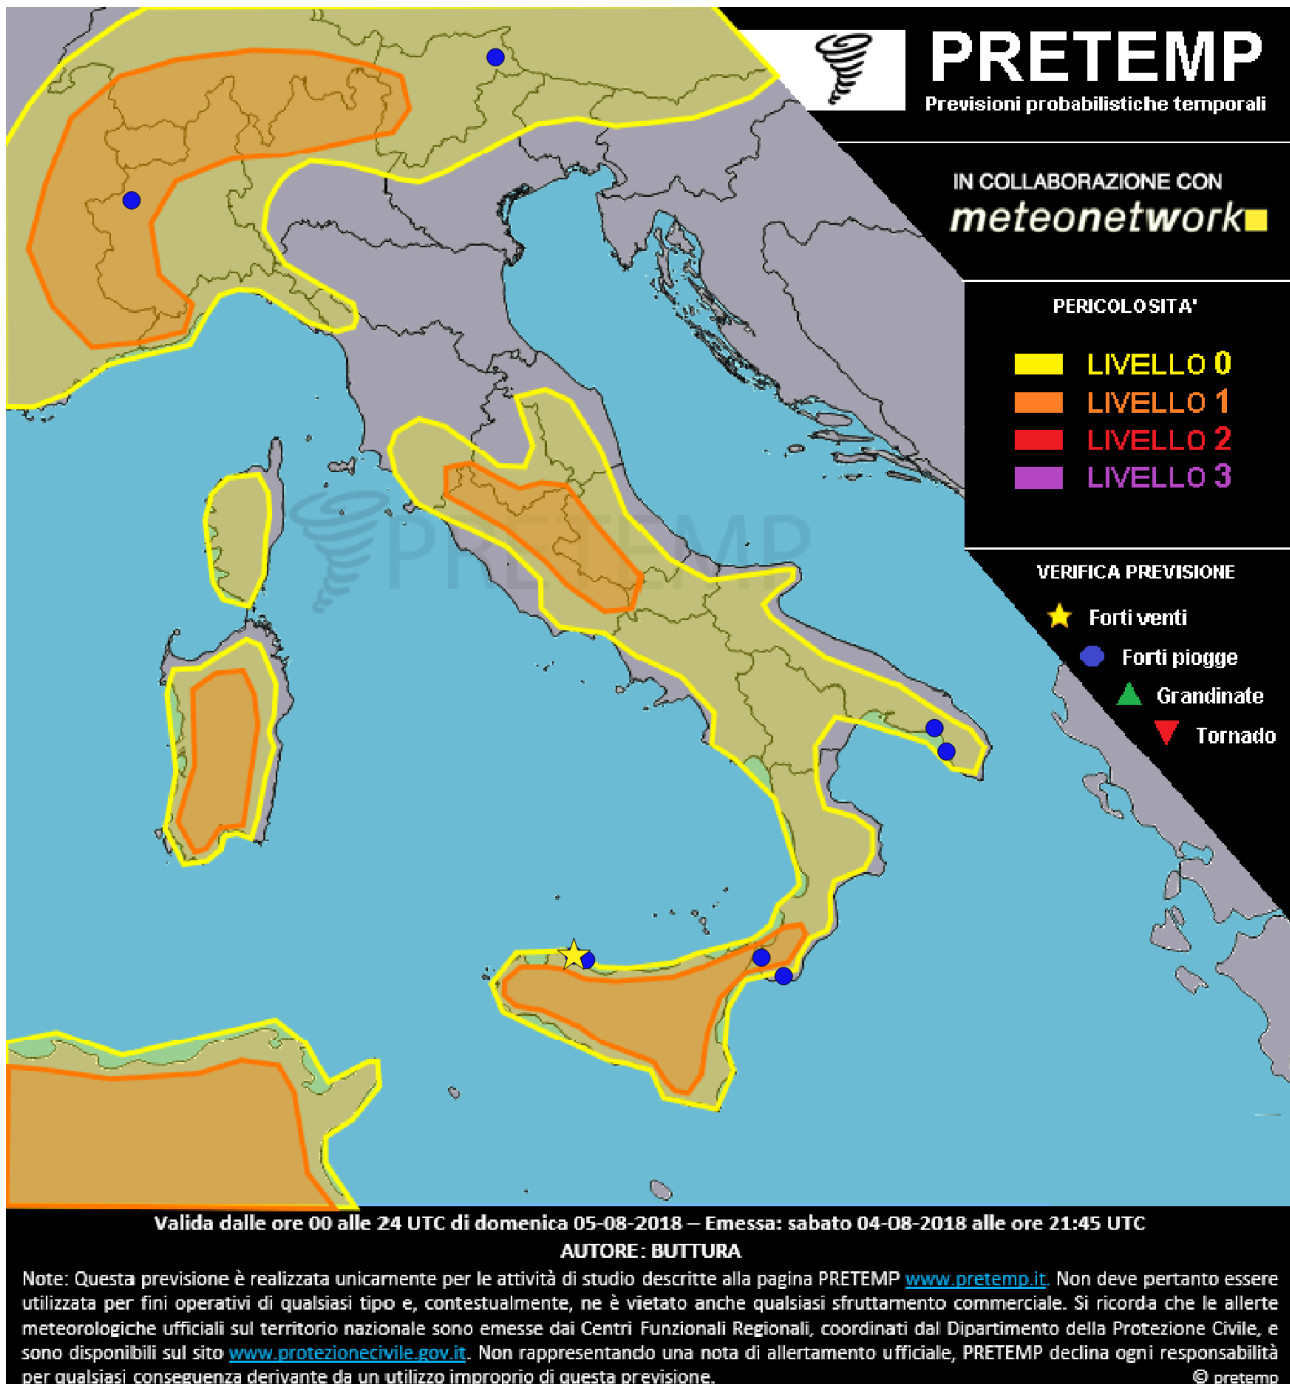 PRETEMP
Previsioni probabilistiche temporali
IN COLLABORAZIONE CON
meteonetwork
PERICOLOSITA'
LIVELLO 0
LIVELLO 1
LIVELLO 2
LIVELLO 3
VERIFICA PREVISIONE
Forti venti
Forti piogge
Grandinate
Tornado
PRETEMP
Valida dalle ore 00 alle 24 UTC di domenica 05-08-2018 – Emessa: sabato 04-08-2018 alle ore 21:45 UTC
AUTORE: BUTTURA
Note: Questa previsione è realizzata unicamente per le attività di studio descritte alla pagina PRETEMP www.pretemp.it. Non deve pertanto essere
utilizzata per fini operativi di qualsiasi tipo e, contestualmente, ne è vietato anche qualsiasi sfruttamento commerciale. Si ricorda che le allerte
meteorologiche ufficiali sul territorio nazionale sono emesse dai Centri Funzionali Regionali, coordinati dal Dipartimento della Protezione Civile, e
sono disponibili sul sito www.protezionecivile.gov.it. Non rappresentando una nota di allertamento ufficiale, PRETEMP declina ogni responsabilità
per qualsiasi conseguenza derivante da un utilizzo improprio di questa previsione.
© pretemp